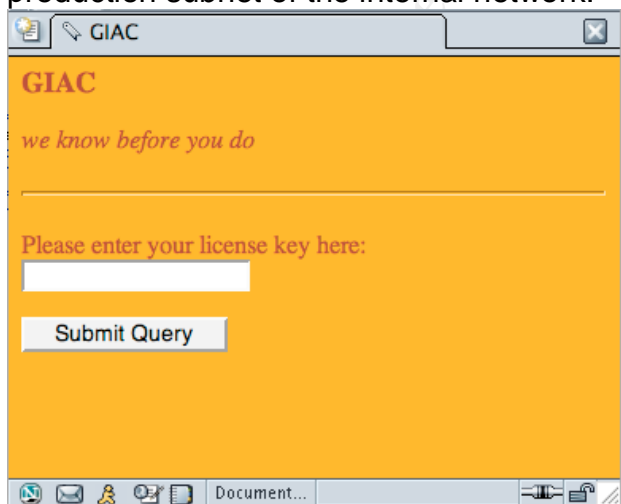 production subnet of the internal network.
GIAC
GIAC
we know before you do
Please enter your license key here:
Submit Query
Document...